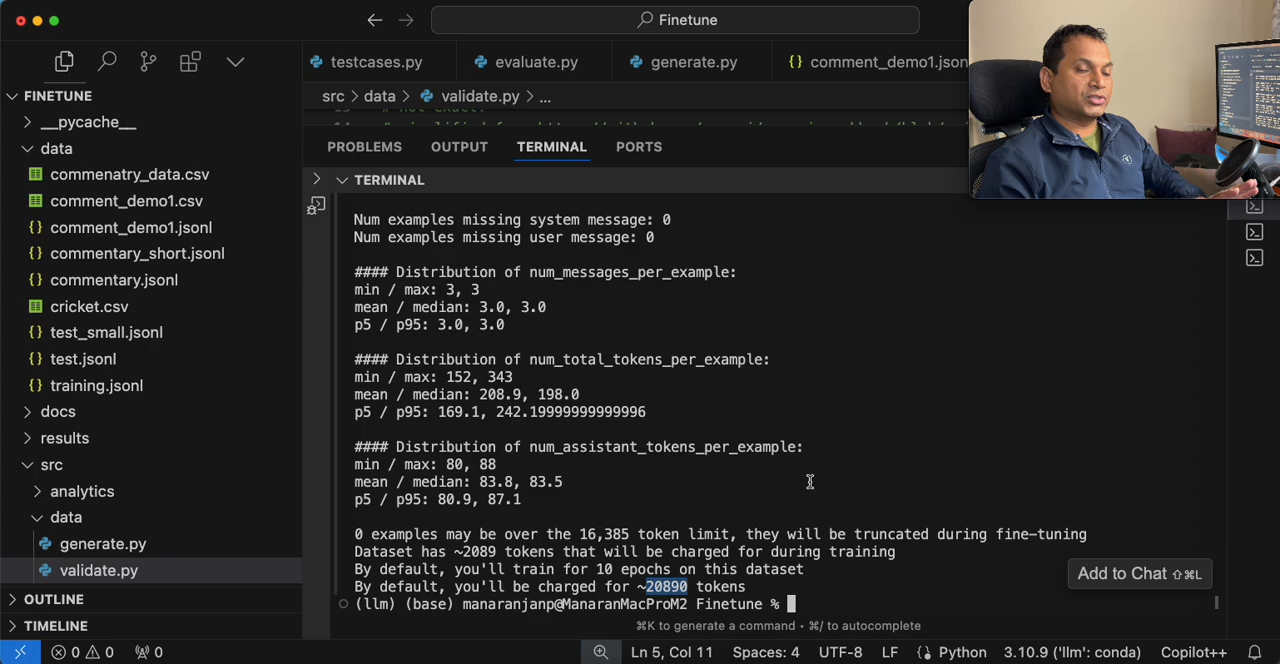 Finetune
testcases.py
evaluate.py
generate.py
{} comment_demo1.json
FINETUNE
src > data > validate.py > ...
__pycache__
data
PROBLEMS OUTPUT TERMINAL PORTS
commenatry_data.csv
TERMINAL
comment_demo1.csv
{} comment_demo1.jsonl
{} commentary_short.jsonl
{} commentary.jsonl
cricket.csv
{} test_small.jsonl
{} test.jsonl
{} training.jsonl
docs
results
src
analytics
data
generate.py
validate.py
OUTLINE
TIMELINE
Num examples missing system message: 0
Num examples missing user message: 0
#### Distribution of num_messages_per_example:
min / max: 3, 3
mean / median: 3.0, 3.0
p5 / p95: 3.0, 3.0
#### Distribution of num_total_tokens_per_example:
min / max: 152, 343
mean / median: 208.9, 198.0
p5 / p95: 169.1, 242.19999999999996
#### Distribution of num_assistant_tokens_per_example:
min / max: 80, 88
mean / median: 83.8, 83.5
p5 / p95: 80.9, 87.1
0 examples may be over the 16,385 token limit, they will be truncated during fine-tuning
Dataset has ~2089 tokens that will be charged for during training
By default, you'll train for 10 epochs on this dataset
By default, you'll be charged for ~20890 tokens
(llm) (base) manaranjanp@ManaranMacProM2 Finetune %
Add to Chat ⇧⌘L
⌘K to generate a command • ⌘/ to autocomplete
0 0 0 Ln 5, Col 11 Spaces: 4 UTF-8 LF Python 3.10.9 ('llm': conda) Copilot++